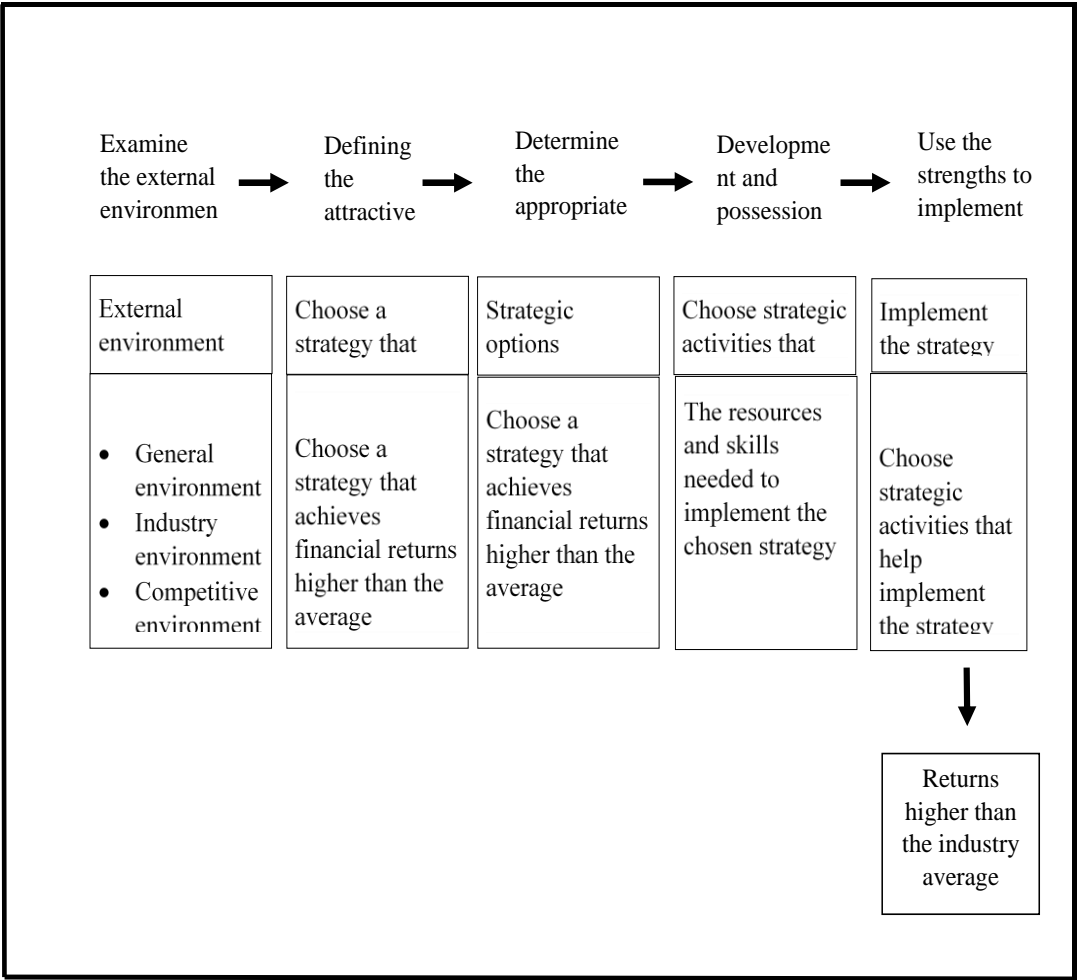 Examine
the external
environmen
Defining
the
attractive
Determine
the
appropriate
Developme
nt and
possession
Use the
strengths to
implement
External
environment
Choose a
strategy that
Strategic
options
Choose strategic
activities that
Implement
the strategy
• General
environment
• Industry
environment
• Competitive
environment
Choose a
strategy that
achieves
financial returns
higher than the
average
Choose a
strategy that
achieves
financial returns
higher than the
average
The resources
and skills
needed to
implement the
chosen strategy
Choose
strategic
activities that
help
implement
the strategy
Returns
higher than
the industry
average